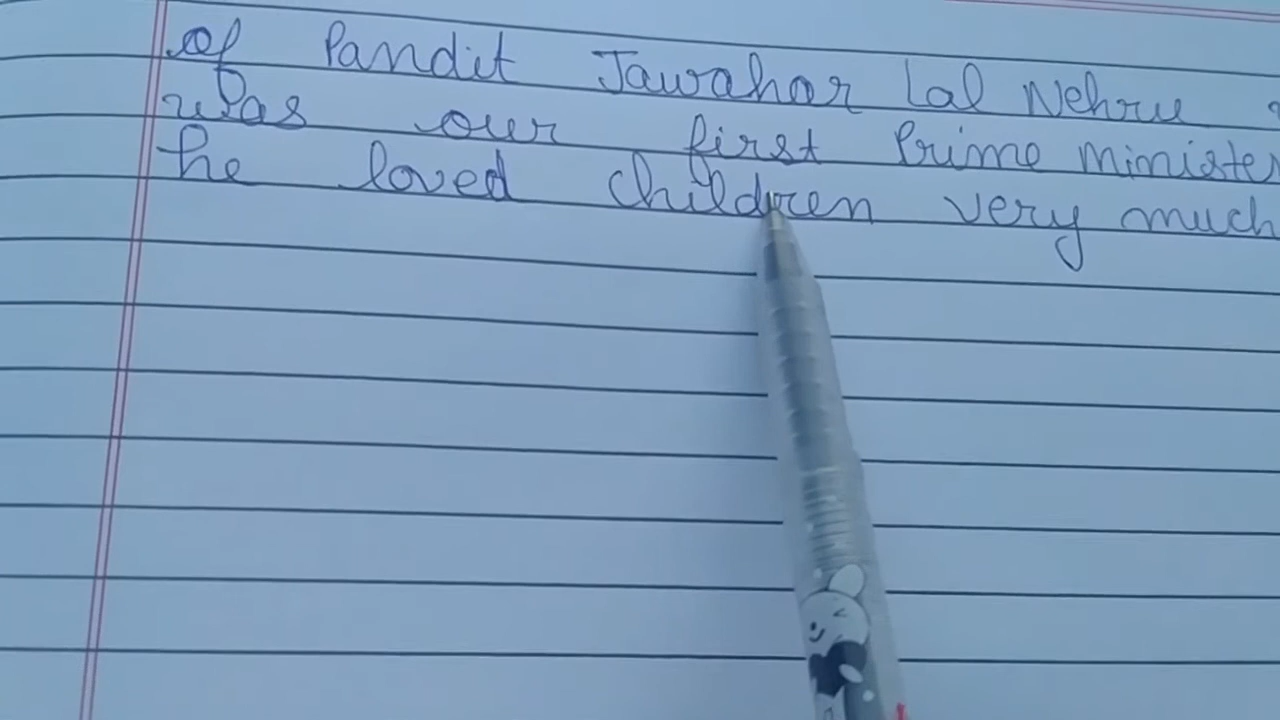 of Pandit Jawahar Lal Nehru
was our first Prime Minister
he loved children very much